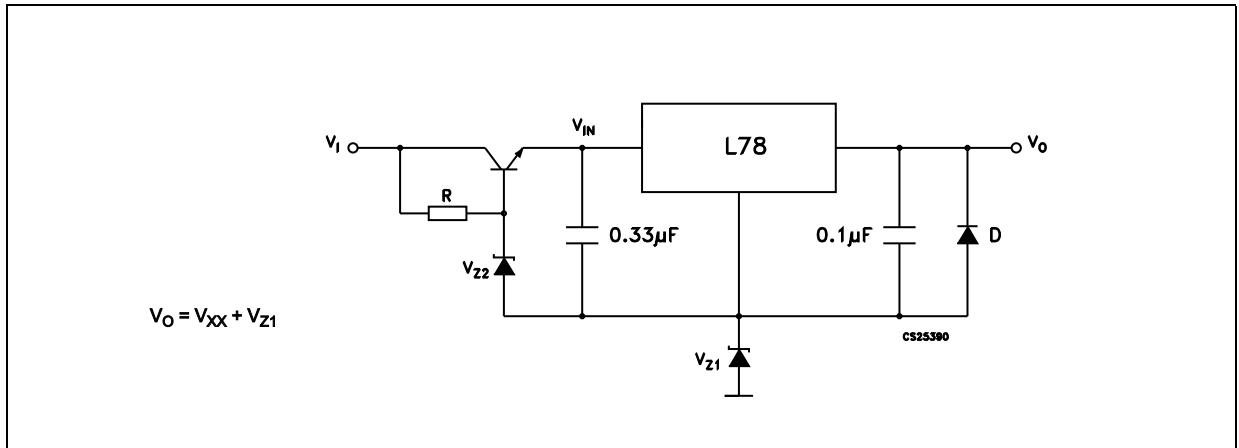 V_IN
V_I
L78
V_O
R
0.33µF
0.1µF
D
V_Z2
V_O = V_XX + V_Z1
CS25390
V_Z1